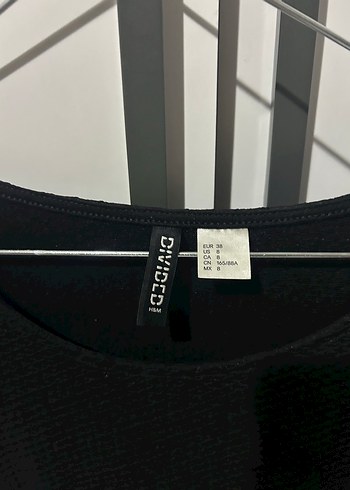 DIVIDED
H&M
EUR 38
US 8
CA 8
CN 165/88A
MX 8